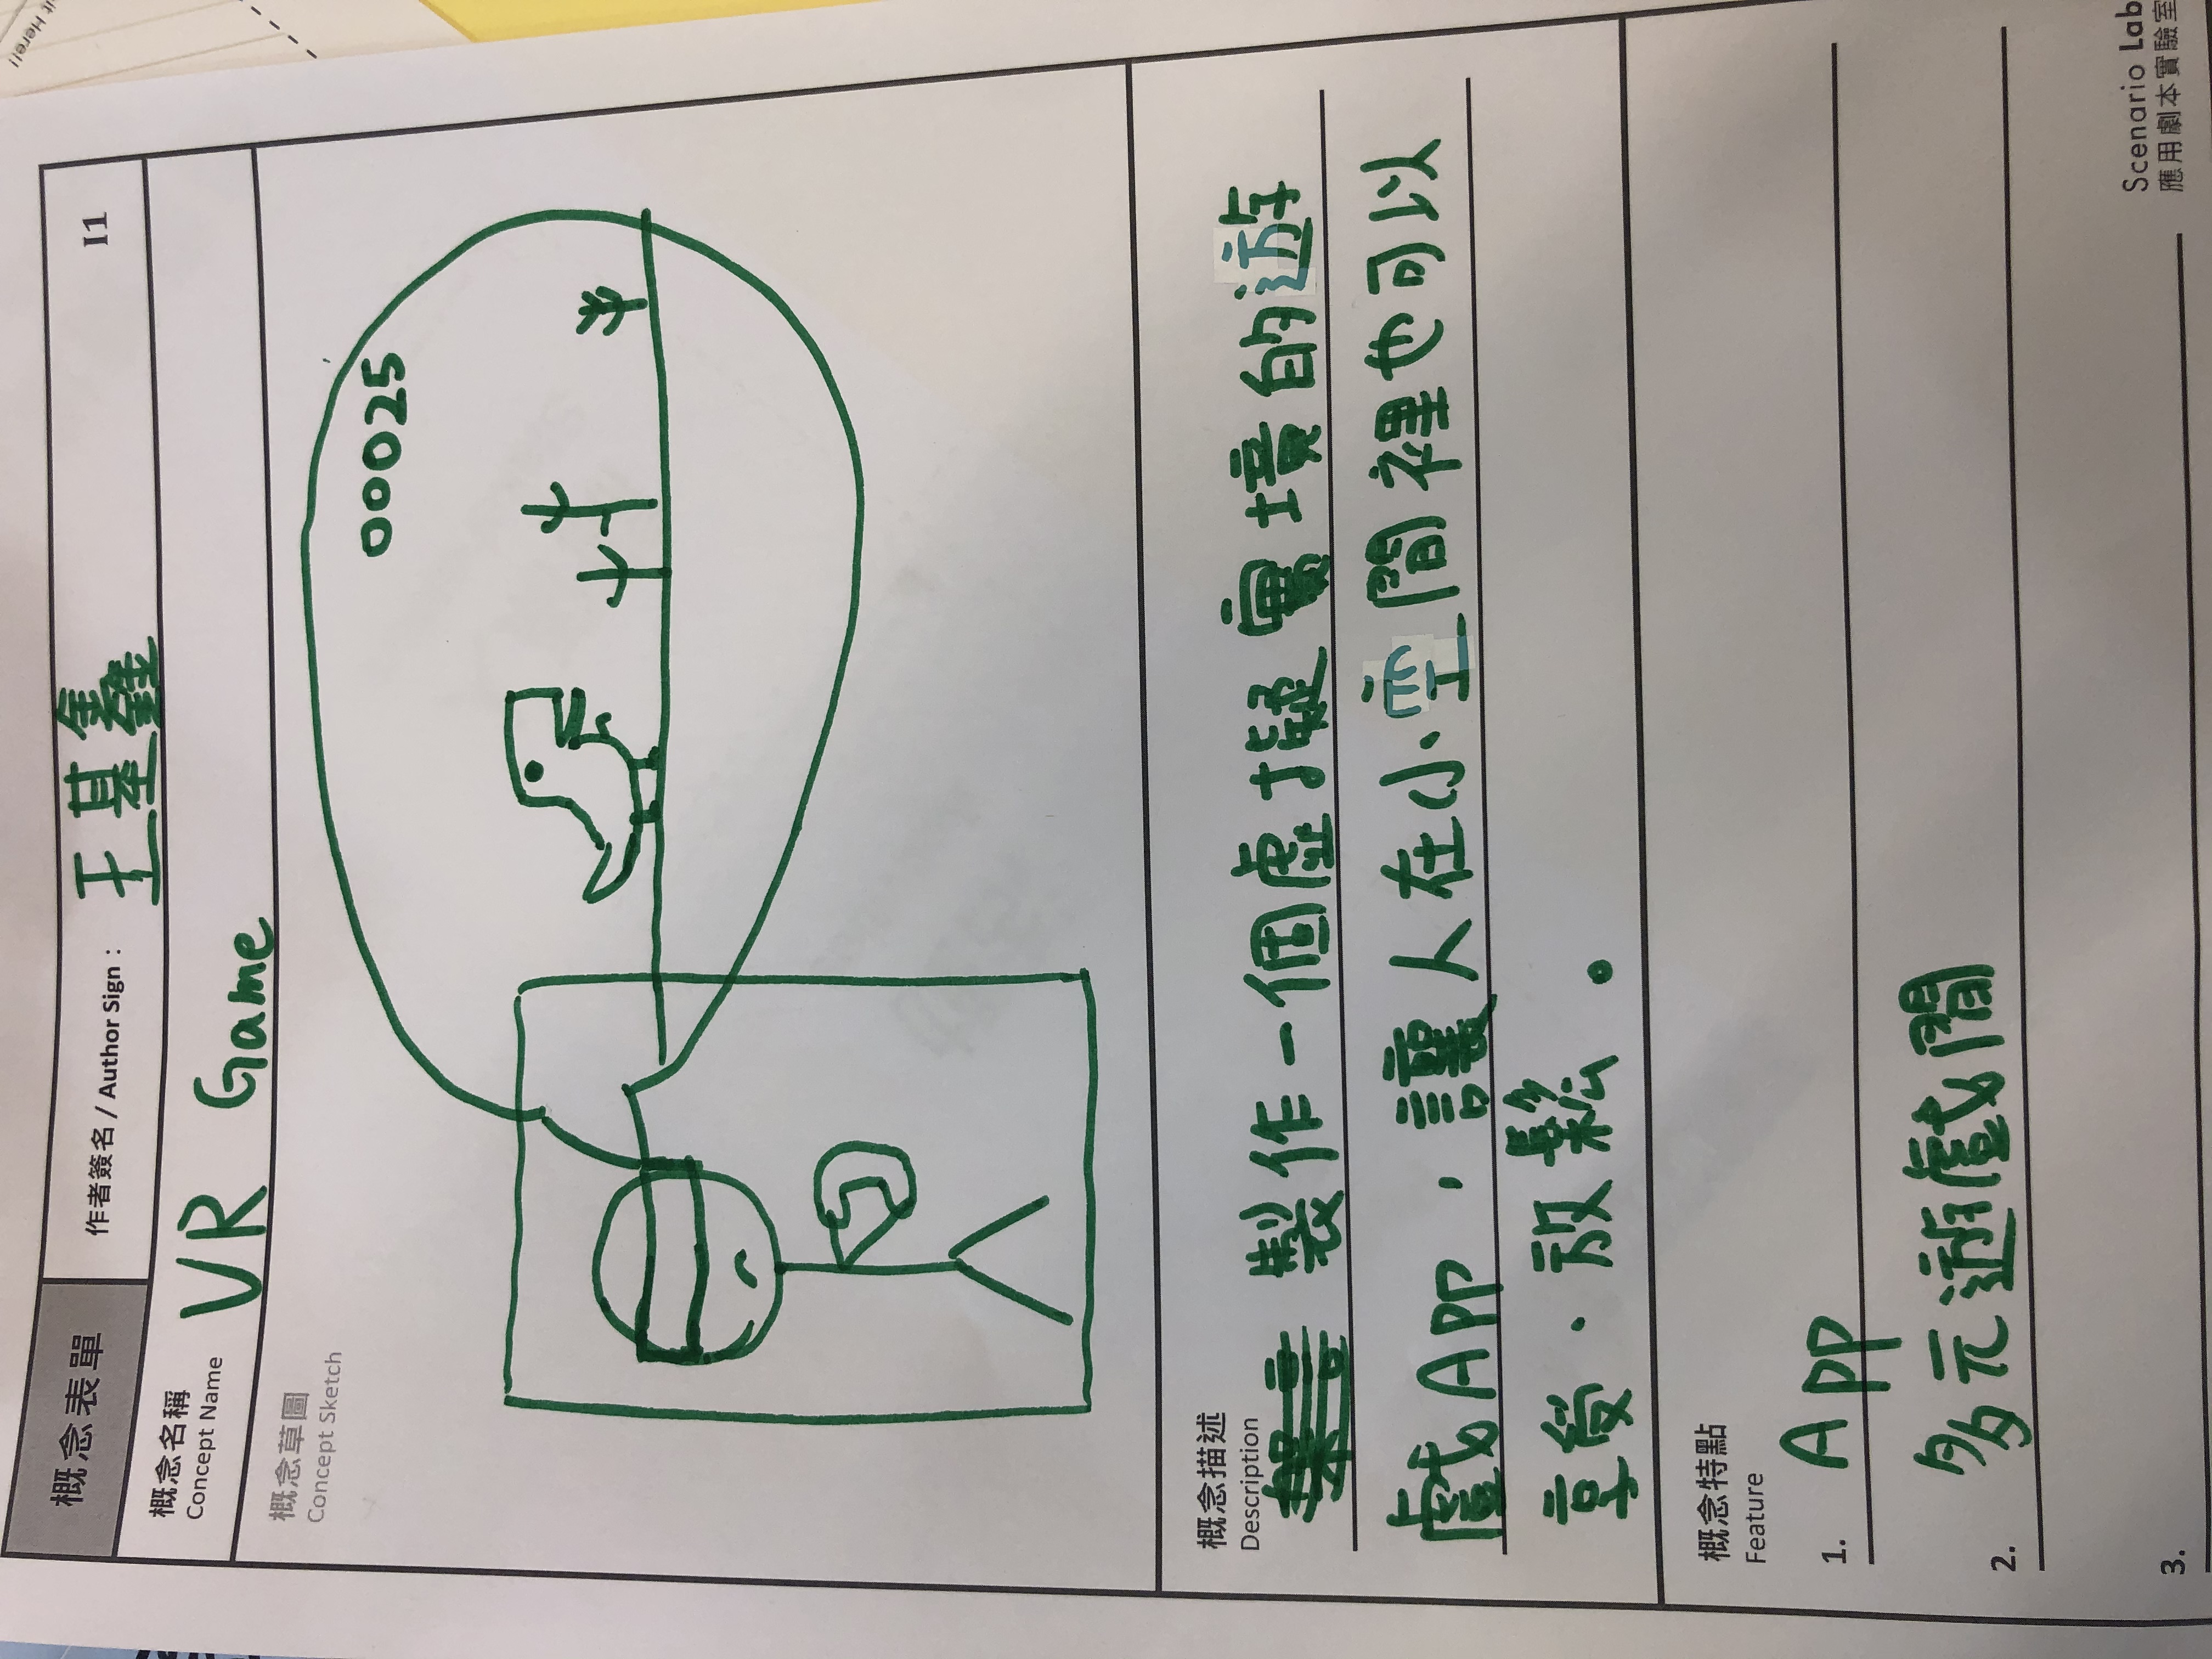 It Here!!
概念表單 作者簽名 / Author Sign： 王基鑫 I1
概念名稱
Concept Name VR Game
概念草圖
Concept Sketch
00025
概念描述
Description
製作一個虛擬實境的遊
戲App，讓人在小空間裡也可以
享受、放鬆。
概念特點
Feature
1. App
2. 多元遊戲間
3.
Scenario Lab
應用劇本實驗室